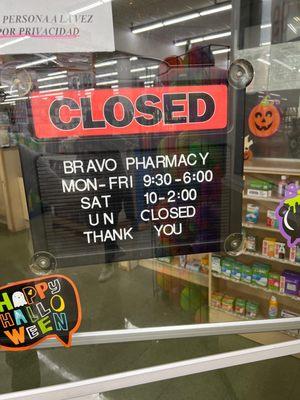 PERSONA A LA VEZ
POR PRIVACIDAD
CLOSED
BRAVO PHARMACY
MON-FRI 9:30-6:00
SAT 10-2:00
UN CLOSED
THANK YOU
HAPPY
HALLO
WEEN